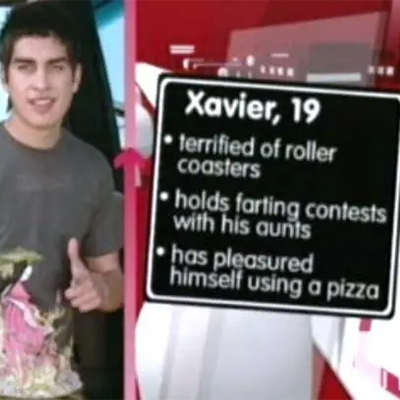 Xavier, 19
• terrified of roller
coasters
• holds farting contests
with his aunts
• has pleasured
himself using a pizza